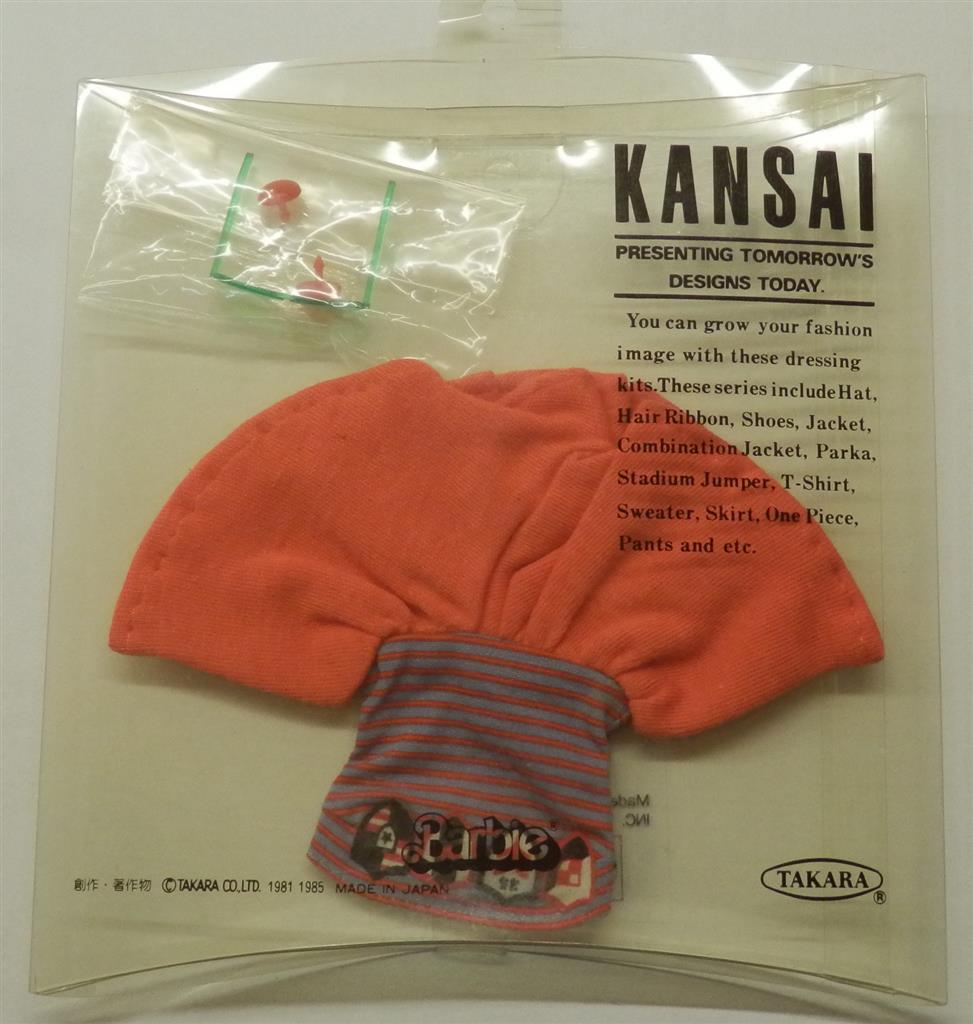 KANSAI
PRESENTING TOMORROW'S
DESIGNS TODAY.
You can grow your fashion
image with these dressing
kits.These series include Hat,
Hair Ribbon, Shoes, Jacket,
Combination Jacket, Parka,
Stadium Jumper, T-Shirt,
Sweater, Skirt, One Piece,
Pants and etc.
Made
INC.
Barbie®
創作・著作物 ©TAKARA CO.,LTD. 1981 1985 MADE IN JAPAN
TAKARA®